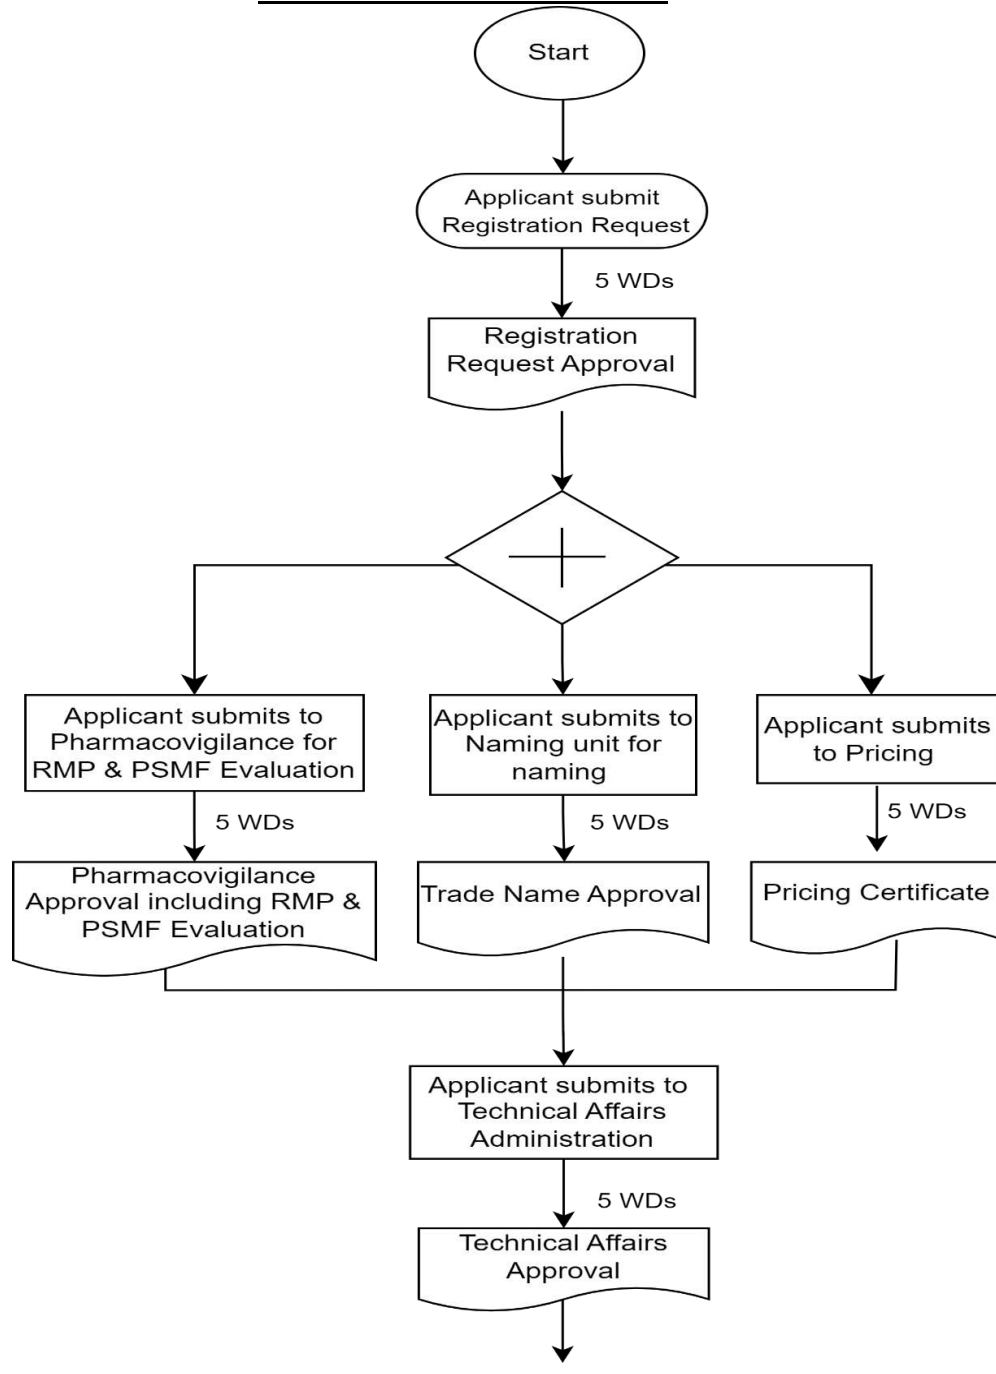 Start
Applicant submit
Registration Request
5 WDs
Registration
Request Approval
Applicant submits to
Pharmacovigilance for
RMP & PSMF Evaluation
Applicant submits to
Naming unit for
naming
Applicant submits
to Pricing
5 WDs
5 WDs
5 WDs
Pharmacovigilance
Approval including RMP &
PSMF Evaluation
Trade Name Approval
Pricing Certificate
Applicant submits to
Technical Affairs
Administration
5 WDs
Technical Affairs
Approval